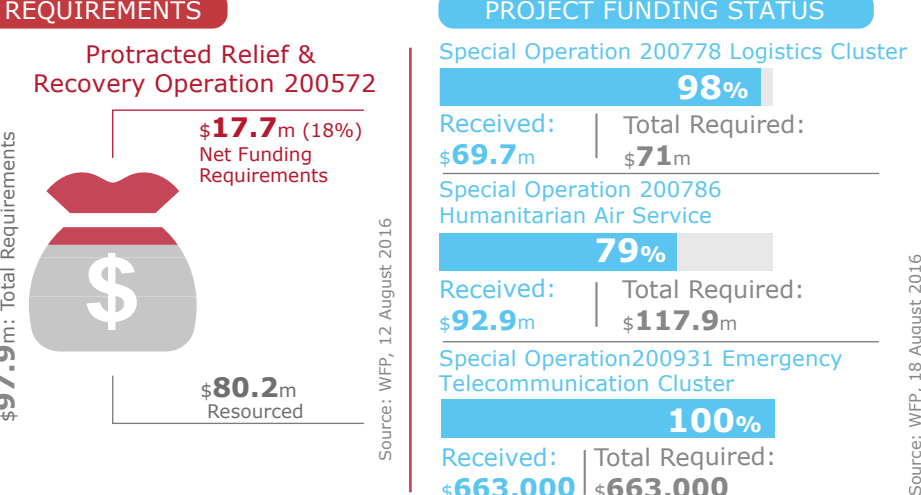 REQUIREMENTS
Protracted Relief &
Recovery Operation 200572
$17.7m (18%)
Net Funding
Requirements
$97.9m: Total Requirements
$
$80.2m
Resourced
Source: WFP, 12 August 2016
PROJECT FUNDING STATUS
Special Operation 200778 Logistics Cluster
98%
Received:
$69.7m
Total Required:
$71m
Special Operation 200786
Humanitarian Air Service
79%
Received:
$92.9m
Total Required:
$117.9m
Special Operation200931 Emergency
Telecommunication Cluster
100%
Received:
$663,000
Total Required:
$663,000
Source: WFP, 18 August 2016